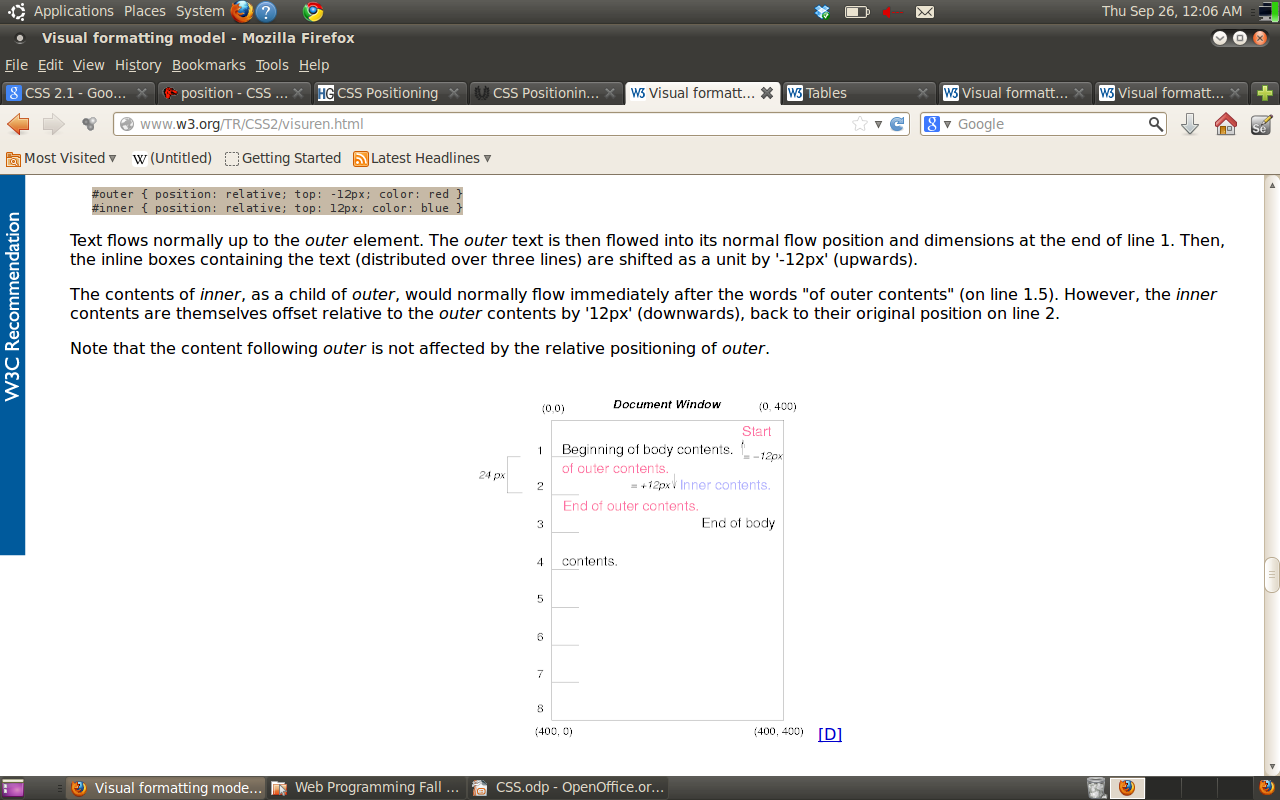 Applications Places System
Thu Sep 26, 12:06 AM
Visual formatting model - Mozilla Firefox
File Edit View History Bookmarks Tools Help
CSS 2.1 - Goo... position - CSS ... HG CSS Positioning CSS Positionin... W3 Visual formatt... W3 Tables W3 Visual formatt... W3 Visual formatt...
www.w3.org/TR/CSS2/visuren.html
8 Google
Se
Most Visited W (Untitled) Getting Started Latest Headlines
W3C Recommendation
#outer { position: relative; top: -12px; color: red }
#inner { position: relative; top: 12px; color: blue }
Text flows normally up to the outer element. The outer text is then flowed into its normal flow position and dimensions at the end of line 1. Then,
the inline boxes containing the text (distributed over three lines) are shifted as a unit by '-12px' (upwards).
The contents of inner, as a child of outer, would normally flow immediately after the words "of outer contents" (on line 1.5). However, the inner
contents are themselves offset relative to the outer contents by '12px' (downwards), back to their original position on line 2.
Note that the content following outer is not affected by the relative positioning of outer.
(0,0) Document Window (0, 400)
Start
1 Beginning of body contents.
= -12px
of outer contents.
24 px
2 = +12px Inner contents.
End of outer contents.
3 End of body
4 contents.
5
6
7
8
(400, 0) (400, 400) [D]
Visual formatting mode... Web Programming Fall ... CSS.odp - OpenOffice.or...